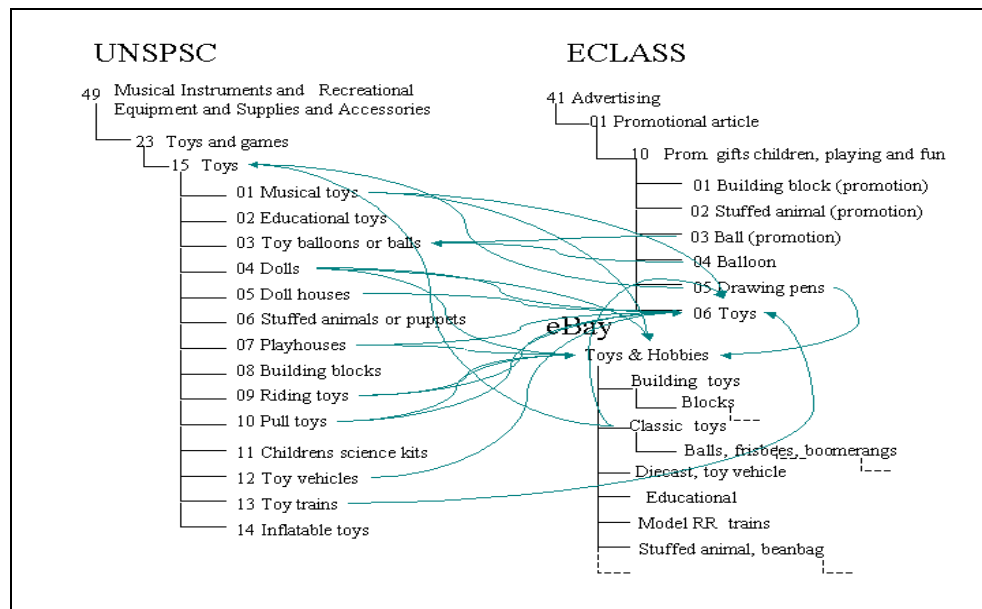 UNSPSC
49 Musical Instruments and Recreational
Equipment and Supplies and Accessories
23 Toys and games
15 Toys
01 Musical toys
02 Educational toys
03 Toy balloons or balls
04 Dolls
05 Doll houses
06 Stuffed animals or puppets
07 Playhouses
08 Building blocks
09 Riding toys
10 Pull toys
11 Childrens science kits
12 Toy vehicles
13 Toy trains
14 Inflatable toys
ECLASS
41 Advertising
01 Promotional article
10 Prom. gifts children, playing and fun
01 Building block (promotion)
02 Stuffed animal (promotion)
03 Ball (promotion)
04 Balloon
05 Drawing pens
06 Toys
eBay
Toys & Hobbies
Building toys
Blocks
Classic toys
Balls, frisbees, boomerangs
Diecast, toy vehicle
Educational
Model RR trains
Stuffed animal, beanbag